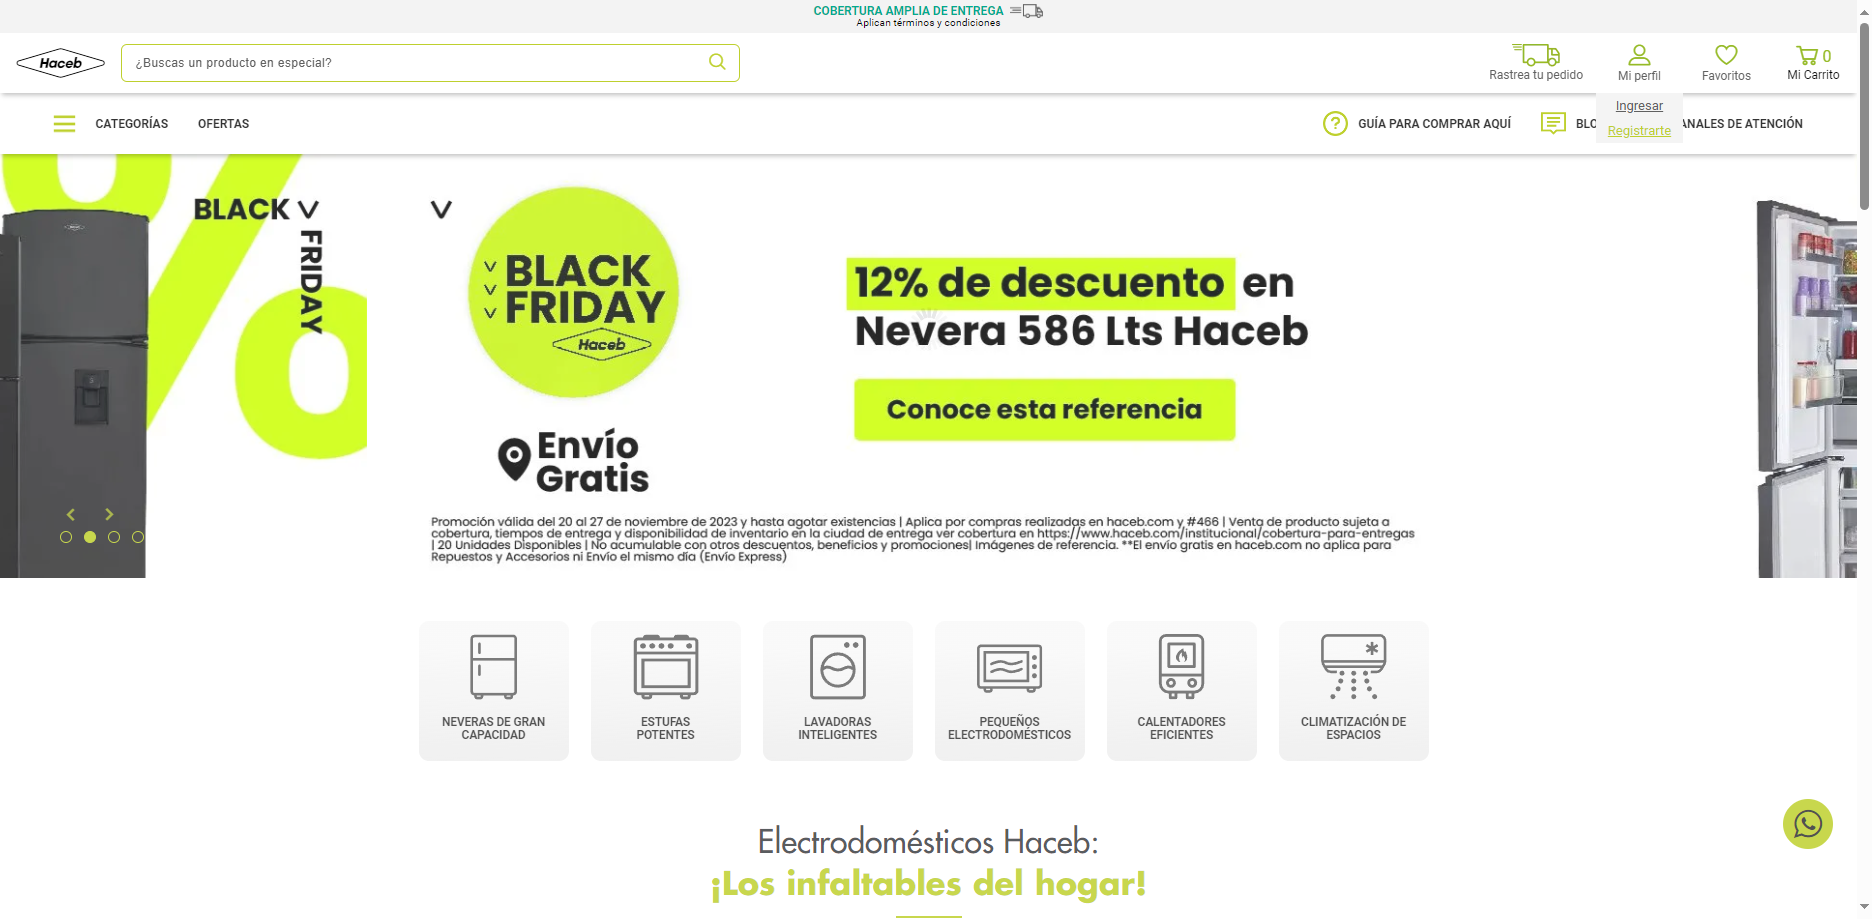 COBERTURA AMPLIA DE ENTREGA
Aplican términos y condiciones
Haceb
¿Buscas un producto en especial?
Rastrea tu pedido
Mi perfil
Favoritos
0
Mi Carrito
Ingresar
Registrarte
CATEGORÍAS
OFERTAS
GUÍA PARA COMPRAR AQUÍ
BLO
ANALES DE ATENCIÓN
BLACK
FRIDAY
BLACK
FRIDAY
Haceb
Envío
Gratis
12% de descuento en
Nevera 586 Lts Haceb
Conoce esta referencia
Promoción válida del 20 al 27 de noviembre de 2023 y hasta agotar existencias | Aplica por compras realizadas en haceb.com y #466 | Venta de producto sujeta a
cobertura, tiempos de entrega y disponibilidad de inventario en la ciudad de entrega ver cobertura en https://www.haceb.com/institucional/cobertura-para-entregas
| 20 Unidades Disponibles | No acumulable con otros descuentos, beneficios y promociones| Imágenes de referencia. **El envío gratis en haceb.com no aplica para
Repuestos y Accesorios ni Envío el mismo día (Envío Express)
NEVERAS DE GRAN
CAPACIDAD
ESTUFAS
POTENTES
LAVADORAS
INTELIGENTES
PEQUEÑOS
ELECTRODOMÉSTICOS
CALENTADORES
EFICIENTES
CLIMATIZACIÓN DE
ESPACIOS
Electrodomésticos Haceb:
¡Los infaltables del hogar!